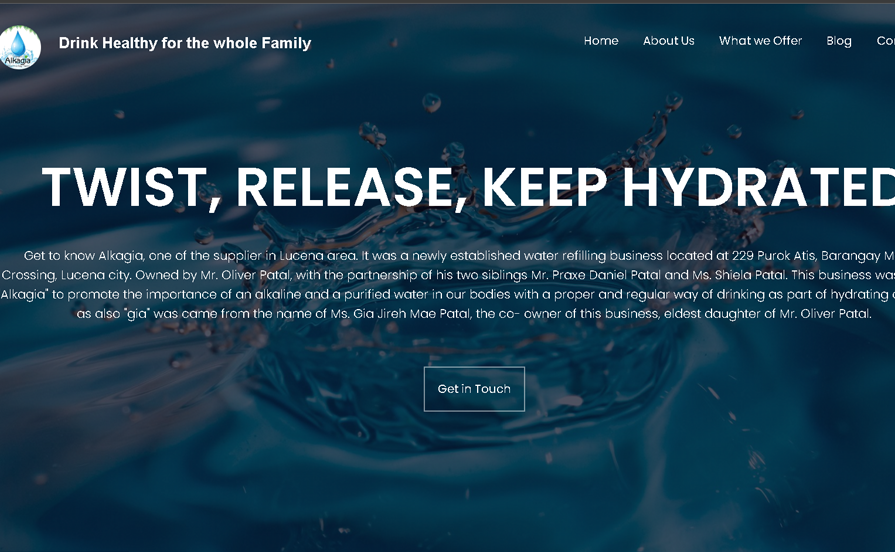 Alkagia
Drink Healthy for the whole Family
Home
About Us
What we Offer
Blog
TWIST, RELEASE, KEEP HYDRATED
Get to know Alkagia, one of the supplier in Lucena area. It was a newly established water refilling business located at 229 Purok Atis, Barangay
Crossing, Lucena city. Owned by Mr. Oliver Patal, with the partnership of his two siblings Mr. Praxe Daniel Patal and Ms. Shiela Patal. This business was
Alkagia" to promote the importance of an alkaline and a purified water in our bodies with a proper and regular way of drinking as part of hydrating
as also "gia" was came from the name of Ms. Gia Jireh Mae Patal, the co- owner of this business, eldest daughter of Mr. Oliver Patal.
Get in Touch